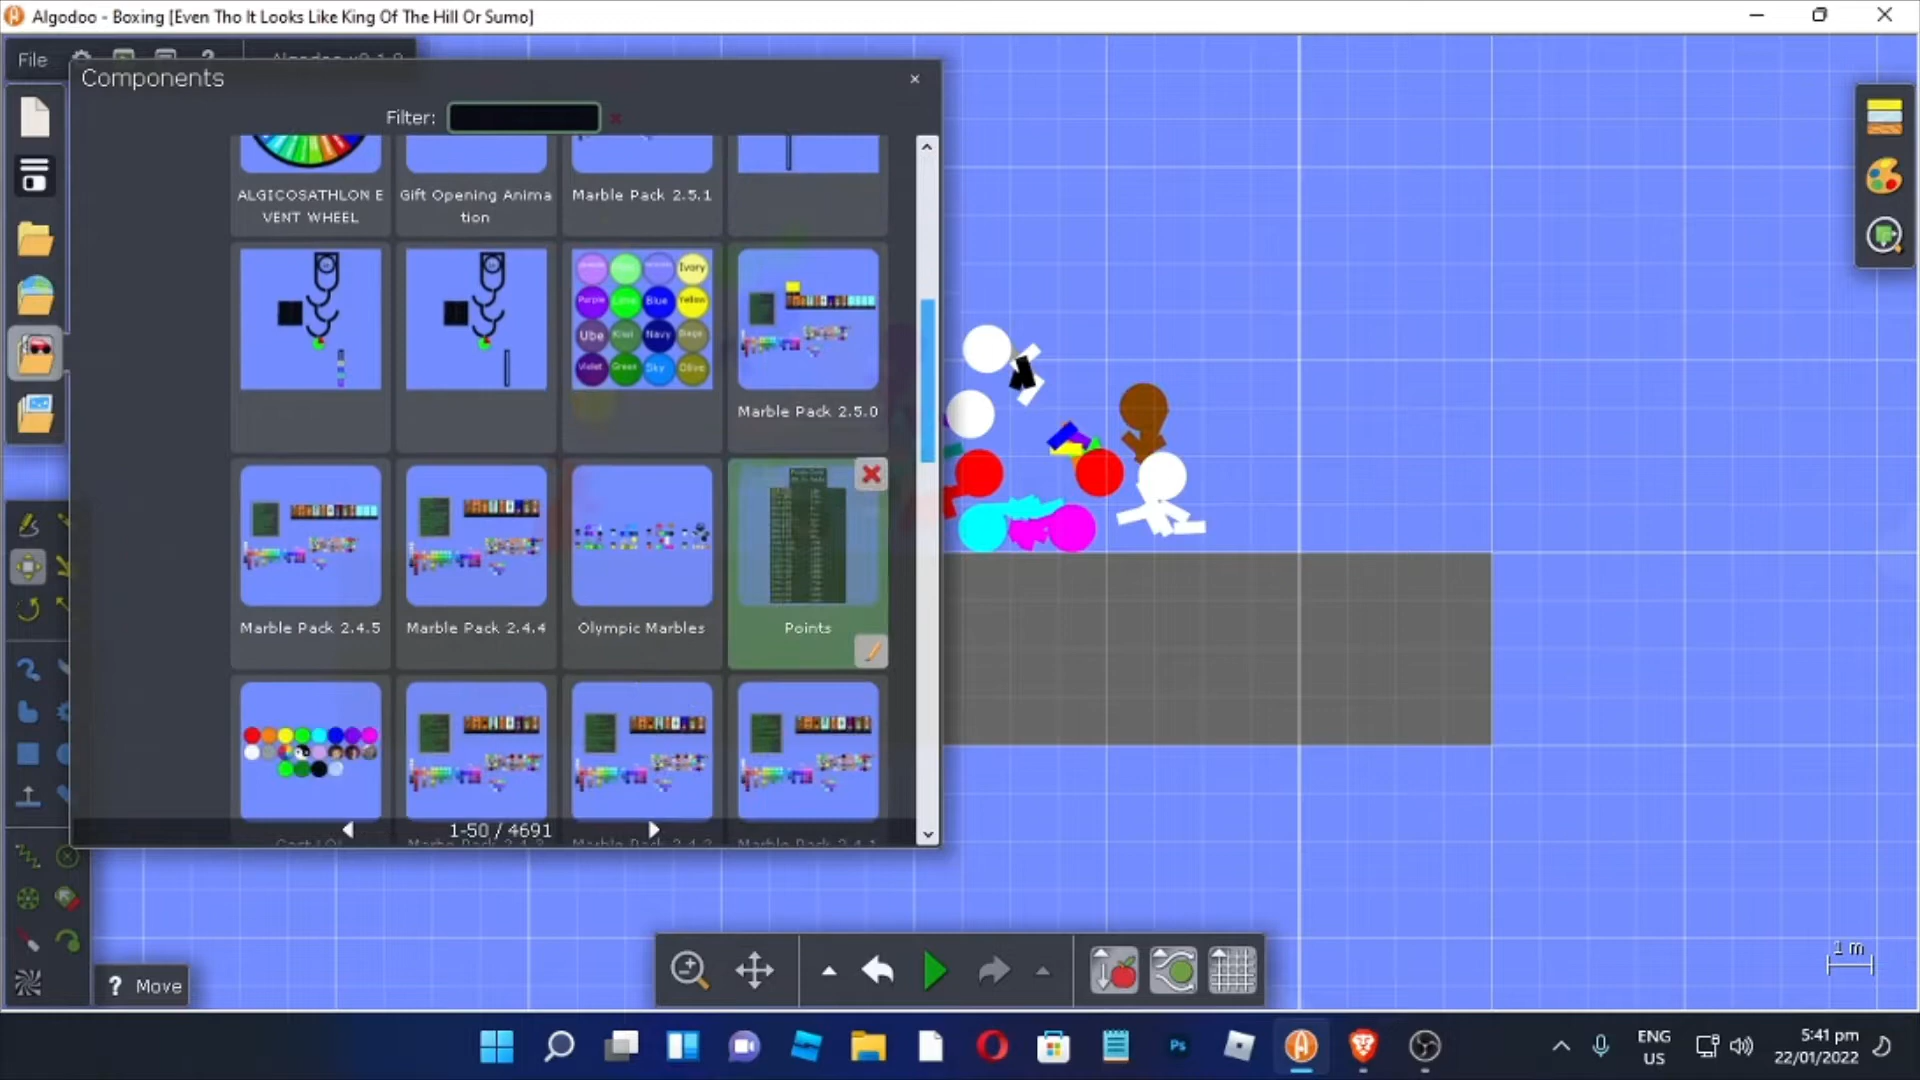 Algodoo - Boxing [Even Tho It Looks Like King Of The Hill Or Sumo]
File
Components
Filter:
ALGICOSATHLON E
VENT WHEEL
Gift Opening Anima
tion
Marble Pack 2.5.1
Ivory
Purple
Lime
Blue
Yellow
Ube
Kiwi
Navy
Violet
Green
Sky
Olive
Marble Pack 2.5.0
Marble Pack 2.4.5
Marble Pack 2.4.4
Olympic Marbles
Points
1-50 / 4691
? Move
1 m
Ps
ENG
US
5:41 pm
22/01/2022